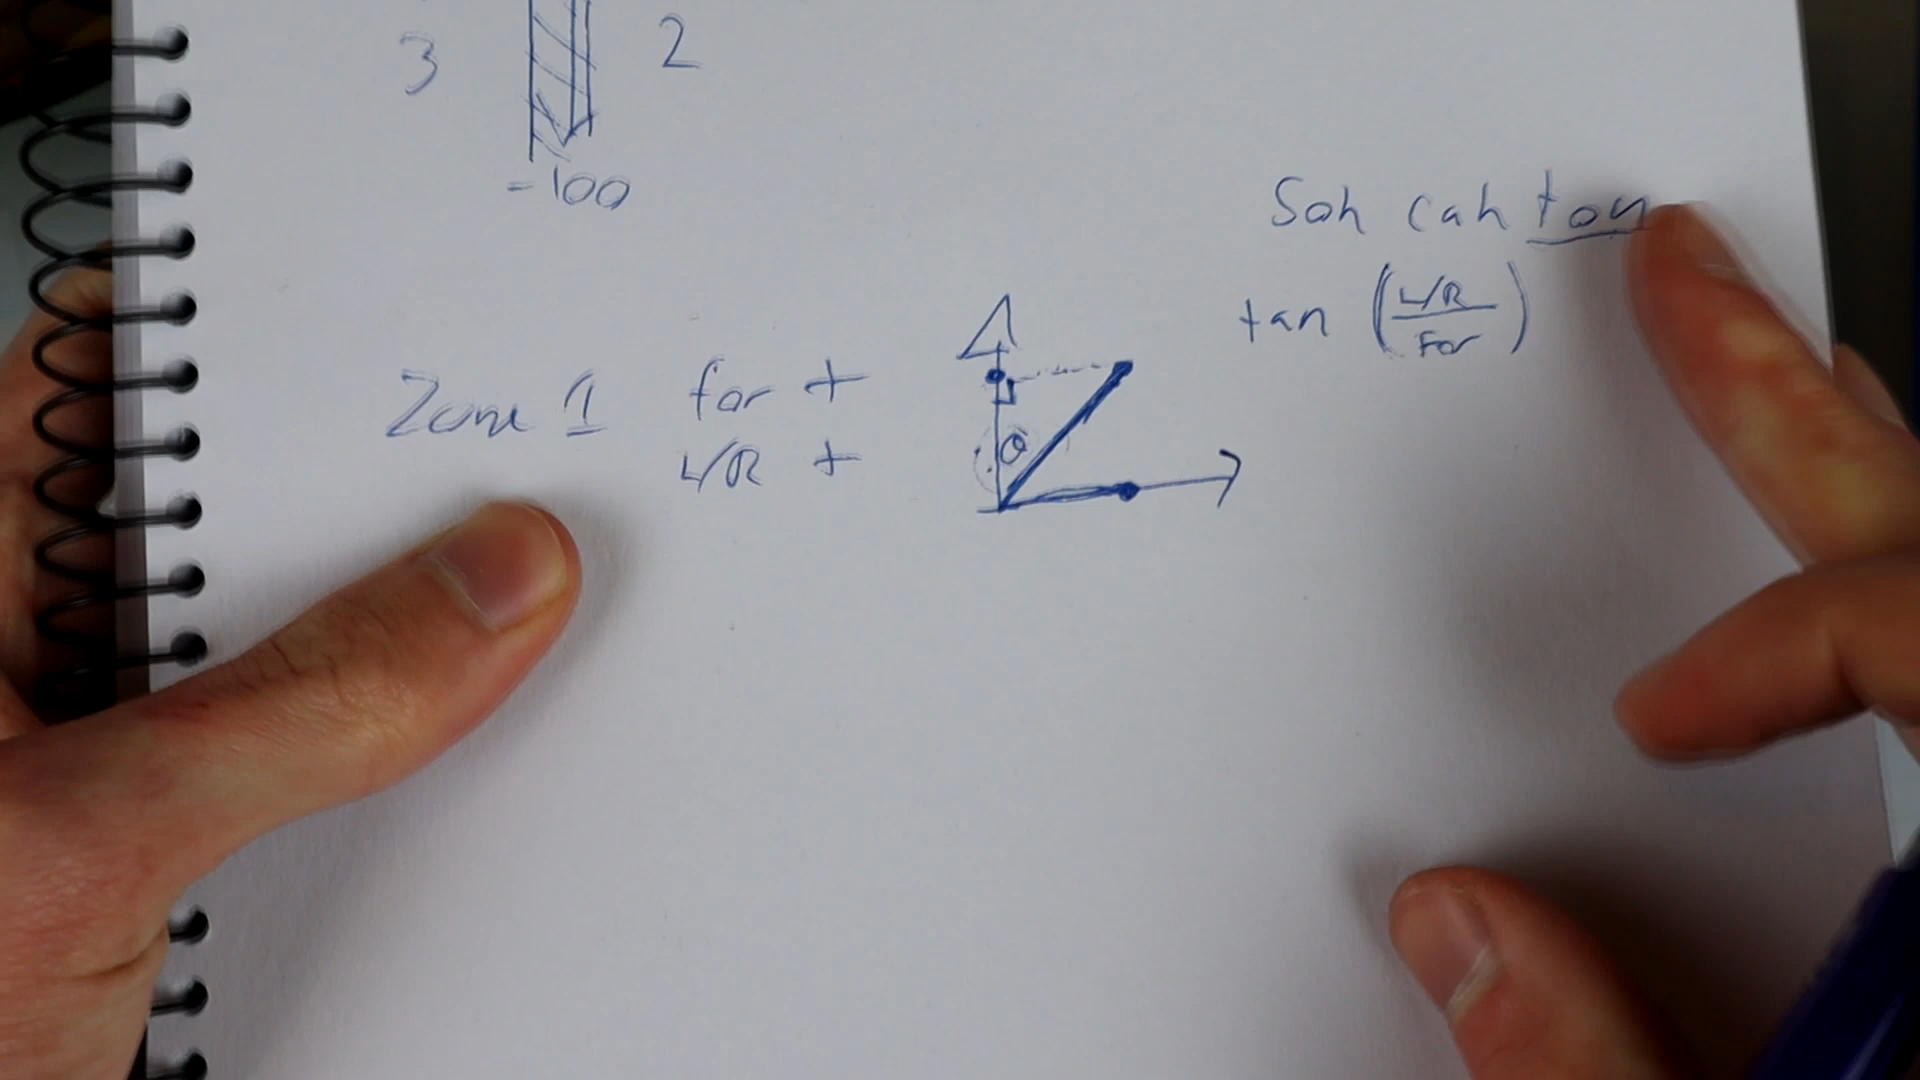 3 2
-100
Soh cah toa
tan (L/R / For)
Zone 1 for +
L/R +
θ